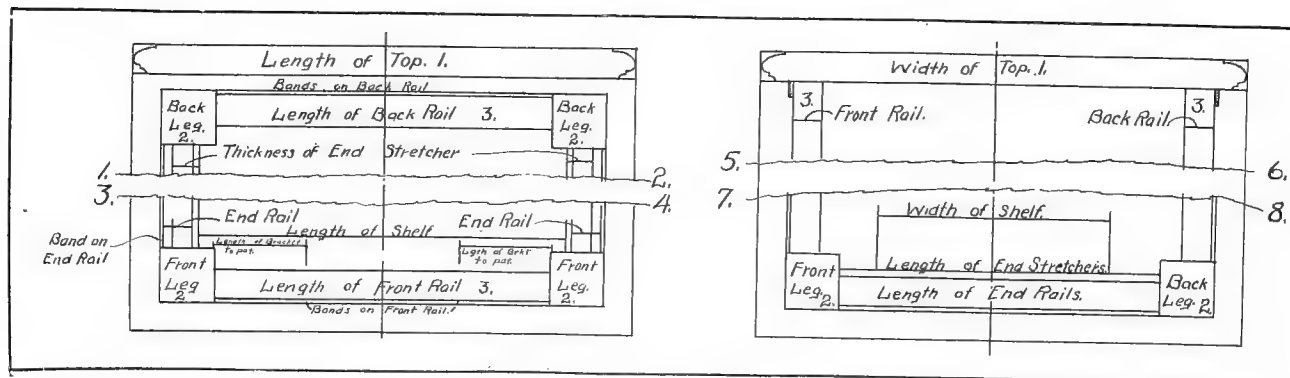 Length of Top. 1.
Bands on Back Rail
Back Leg. 2.
Length of Back Rail 3.
Back Leg. 2.
Thickness of End Stretcher
1.
2.
3.
4.
End Rail
End Rail
Length of Shelf
Band on
End Rail
Length of Bracket
to pat.
Lgth of Brkt
to pat.
Front Leg 2
Length of Front Rail 3.
Front Leg. 2.
Bands on Front Rail.
Width of Top. 1.
3.
Front Rail.
3.
Back Rail.
5.
6.
7.
8.
Width of Shelf.
Length of End Stretchers.
Front Leg. 2.
Length of End Rails.
Back Leg. 2.